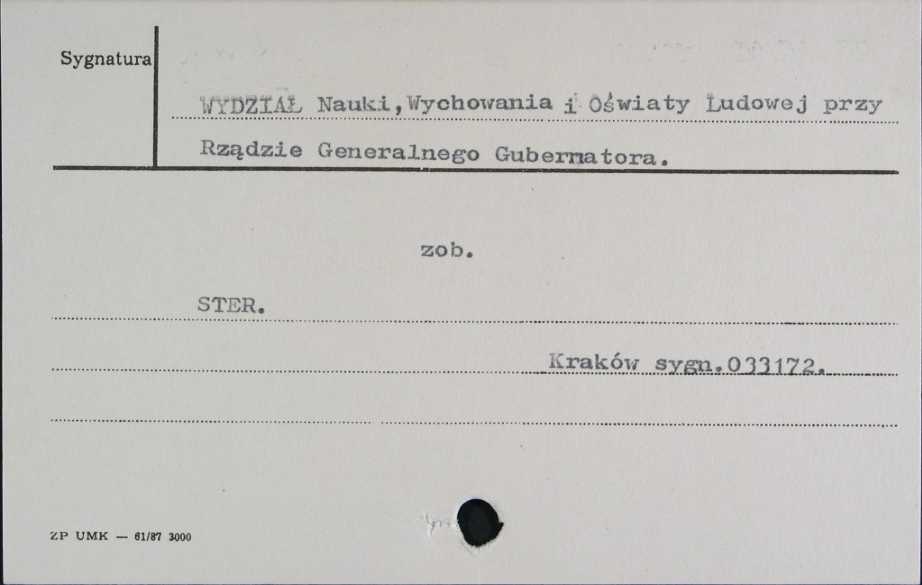 Sygnatura
WYDZIAŁ Nauki,Wychowania i Oświaty Ludowej przy
Rządzie Generalnego Gubernatora.
zob.
STER.
Kraków sygn.033172.
ZP UMK — 61/87 3000